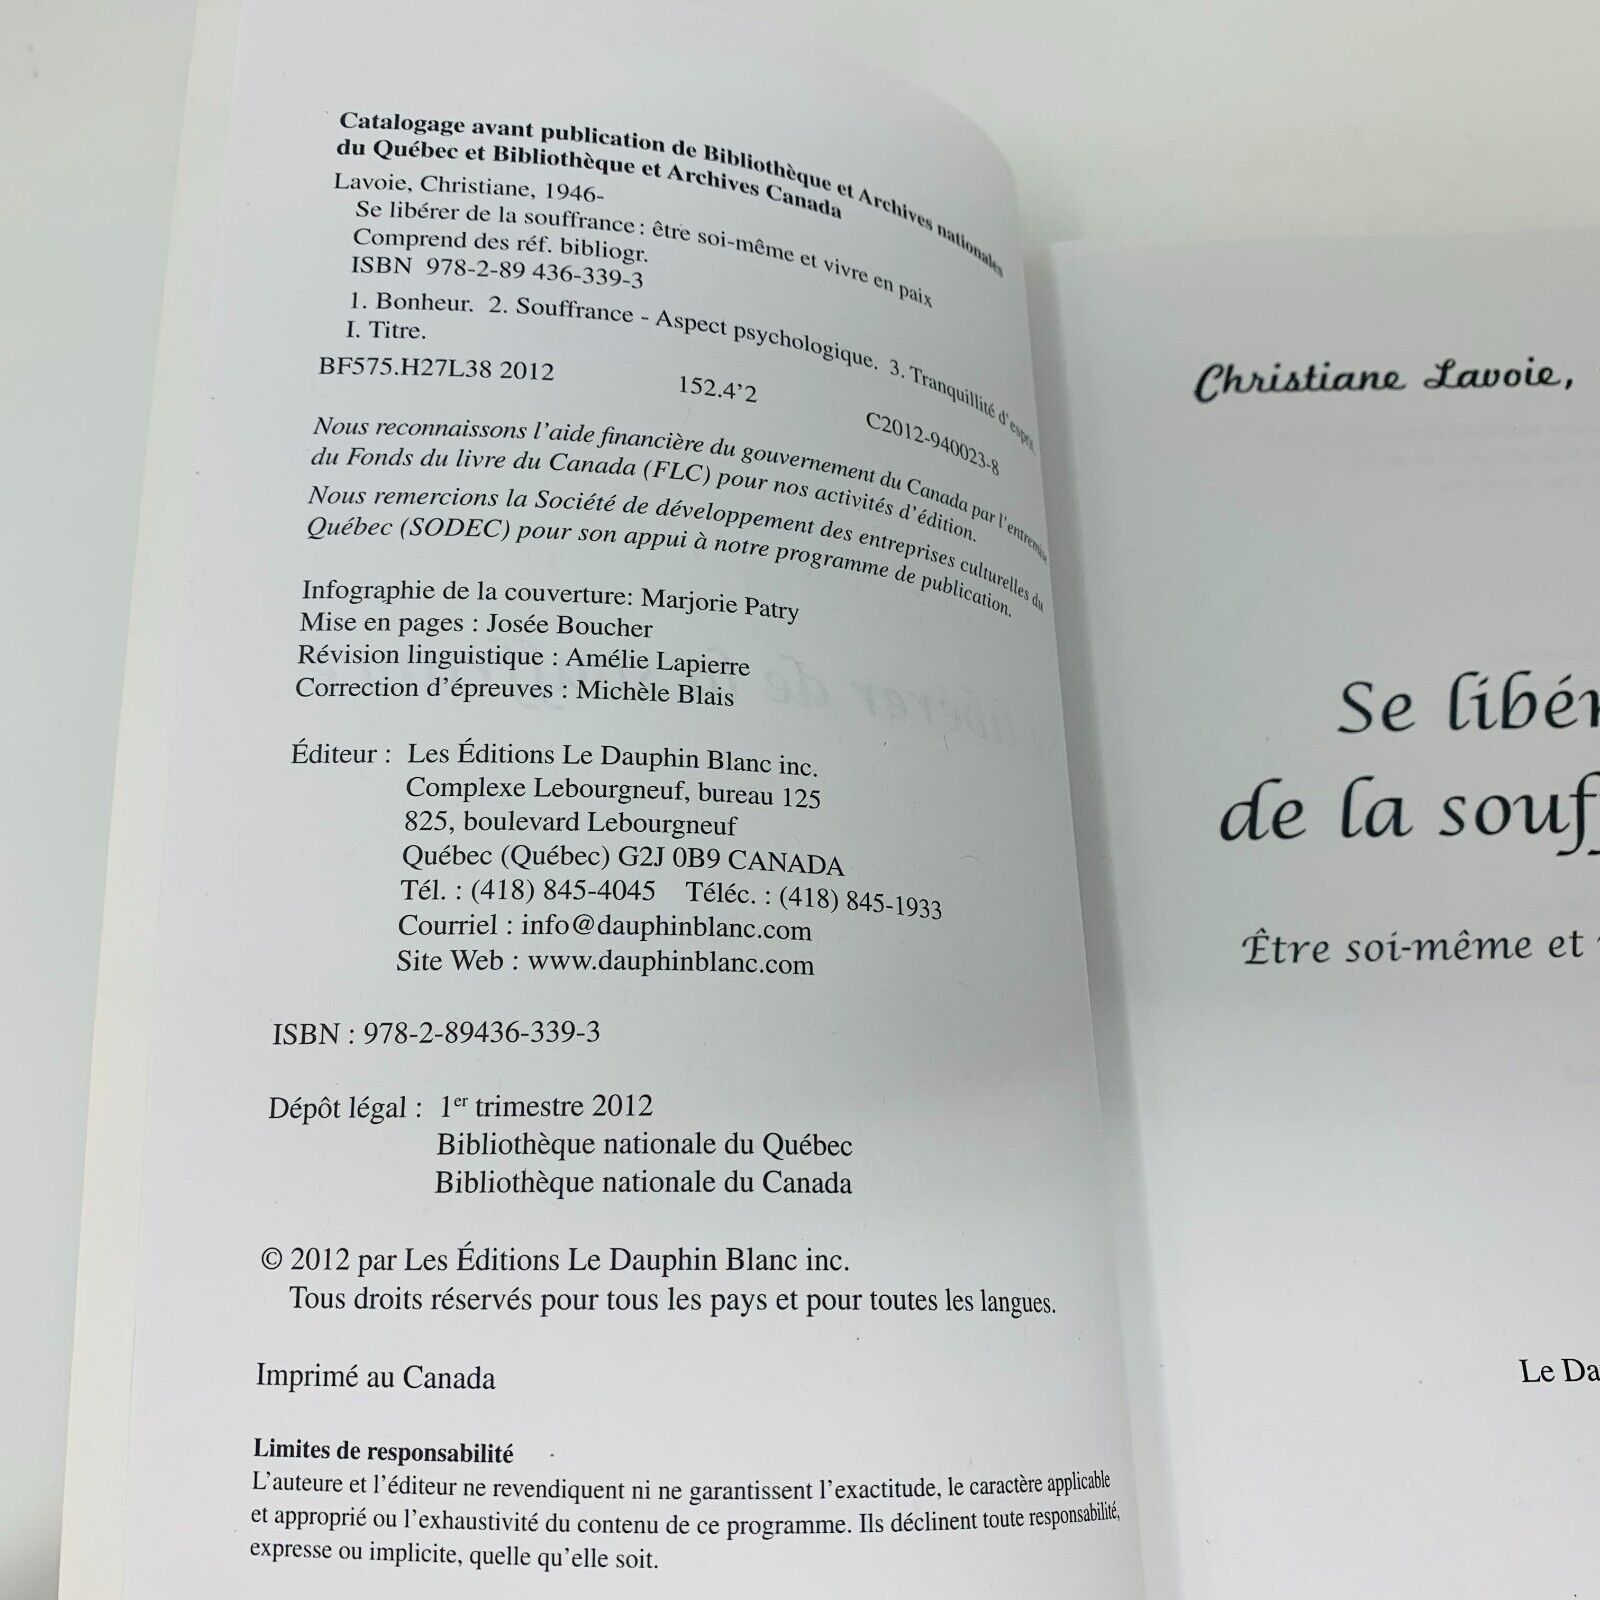 Catalogage avant publication de Bibliothèque et Archives nationales
du Québec et Bibliothèque et Archives Canada
Lavoie, Christiane, 1946-
Se libérer de la souffrance : être soi-même et vivre en paix
Comprend des réf. bibliogr.
ISBN 978-2-89 436-339-3
1. Bonheur. 2. Souffrance - Aspect psychologique. 3. Tranquillité d'esprit.
I. Titre.
BF575.H27L38 2012 152.4'2 C2012-940023-8
Nous reconnaissons l'aide financière du gouvernement du Canada par l'entremise
du Fonds du livre du Canada (FLC) pour nos activités d'édition.
Nous remercions la Société de développement des entreprises culturelles du
Québec (SODEC) pour son appui à notre programme de publication.
Infographie de la couverture: Marjorie Patry
Mise en pages : Josée Boucher
Révision linguistique : Amélie Lapierre
Correction d'épreuves : Michèle Blais
Éditeur : Les Éditions Le Dauphin Blanc inc.
Complexe Lebourgneuf, bureau 125
825, boulevard Lebourgneuf
Québec (Québec) G2J 0B9 CANADA
Tél. : (418) 845-4045 Téléc. : (418) 845-1933
Courriel : info@dauphinblanc.com
Site Web : www.dauphinblanc.com
ISBN : 978-2-89436-339-3
Dépôt légal : 1er trimestre 2012
Bibliothèque nationale du Québec
Bibliothèque nationale du Canada
© 2012 par Les Éditions Le Dauphin Blanc inc.
Tous droits réservés pour tous les pays et pour toutes les langues.
Imprimé au Canada
Limites de responsabilité
L'auteure et l'éditeur ne revendiquent ni ne garantissent l'exactitude, le caractère applicable
et approprié ou l'exhaustivité du contenu de ce programme. Ils déclinent toute responsabilité,
expresse ou implicite, quelle qu'elle soit.
Christiane Lavoie,
Se libér
de la souf
Être soi-même et
Le Da